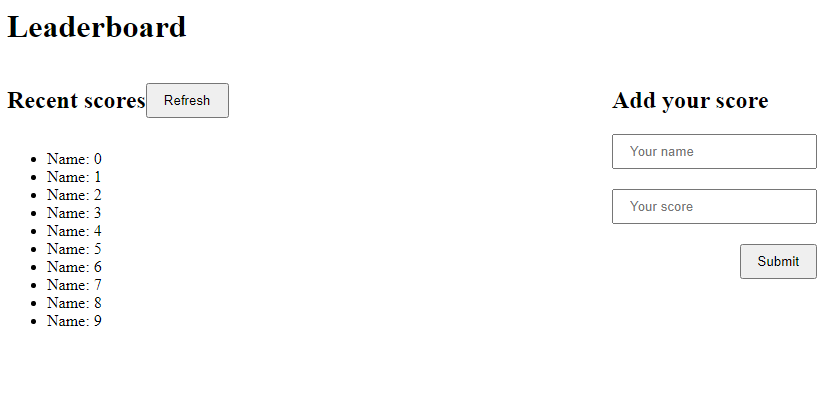 Leaderboard
Recent scores Refresh
Name: 0
Name: 1
Name: 2
Name: 3
Name: 4
Name: 5
Name: 6
Name: 7
Name: 8
Name: 9
Add your score
Your name
Your score
Submit